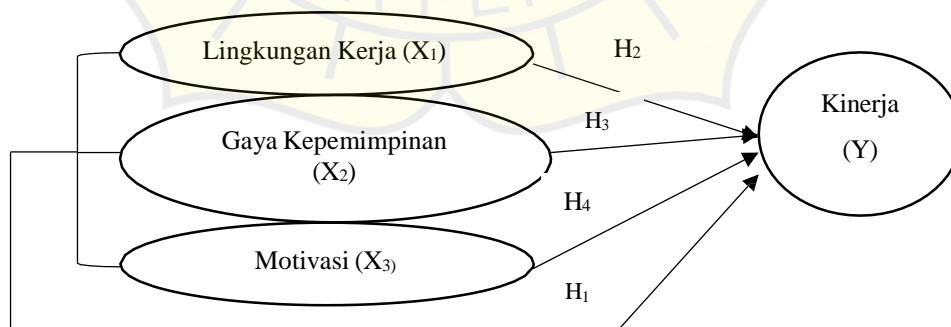 Lingkungan Kerja (X1)
H2
Kinerja
(Y)
H3
Gaya Kepemimpinan
(X2)
H4
Motivasi (X3)
H1